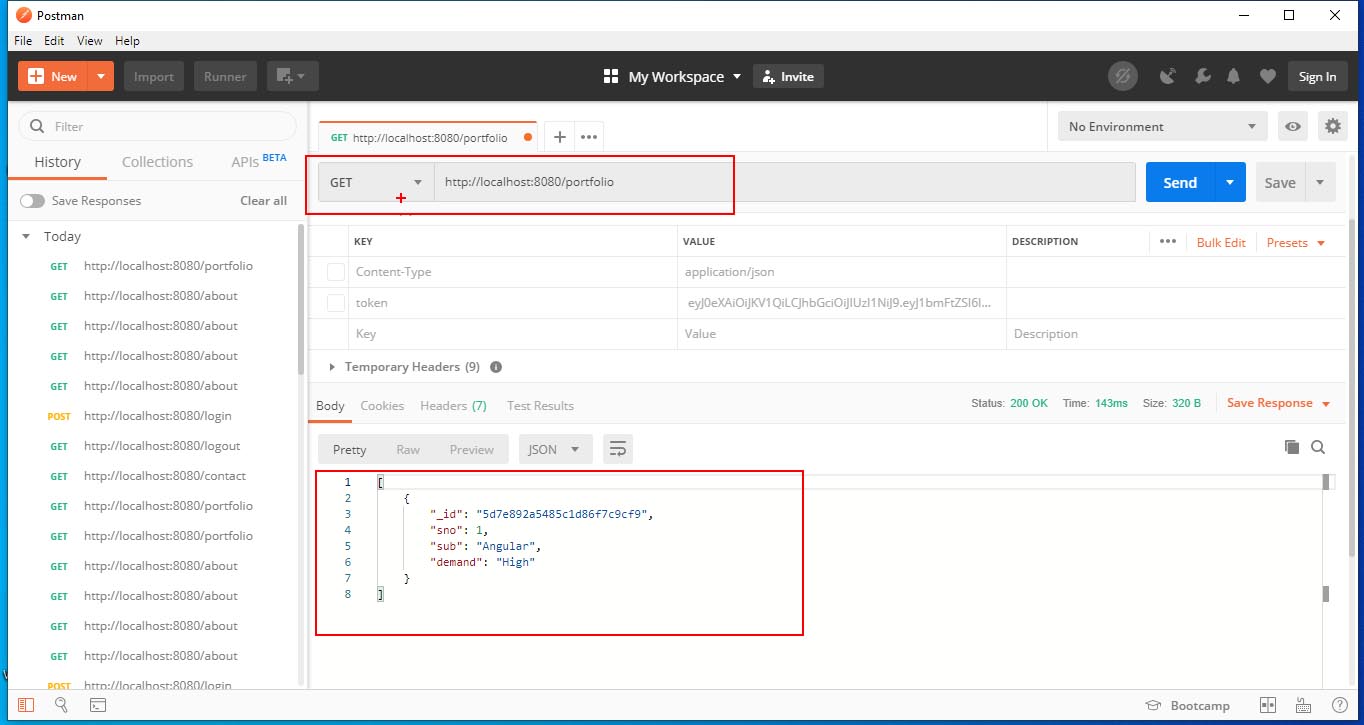 Postman
File Edit View Help
New Import Runner My Workspace Invite Sign In
Filter
History Collections APIs BETA
Save Responses Clear all
Today
GET http://localhost:8080/portfolio
GET http://localhost:8080/about
GET http://localhost:8080/about
GET http://localhost:8080/about
GET http://localhost:8080/about
POST http://localhost:8080/login
GET http://localhost:8080/logout
GET http://localhost:8080/contact
GET http://localhost:8080/portfolio
GET http://localhost:8080/portfolio
GET http://localhost:8080/about
GET http://localhost:8080/about
GET http://localhost:8080/about
GET http://localhost:8080/about
POST http://localhost:8080/login
GET http://localhost:8080/portfolio
No Environment
GET http://localhost:8080/portfolio Send Save
KEY VALUE DESCRIPTION Bulk Edit Presets
Content-Type application/json
token
Key Value Description
Temporary Headers (9)
Body Cookies Headers (7) Test Results Status: 200 OK Time: 143ms Size: 320 B Save Response
Pretty Raw Preview JSON
1 [
2 {
3 "_id": "5d7e892a5485c1d86f7c9cf9",
4 "sno": 1,
5 "sub": "Angular",
6 "demand": "High"
7 }
8 ]
Bootcamp